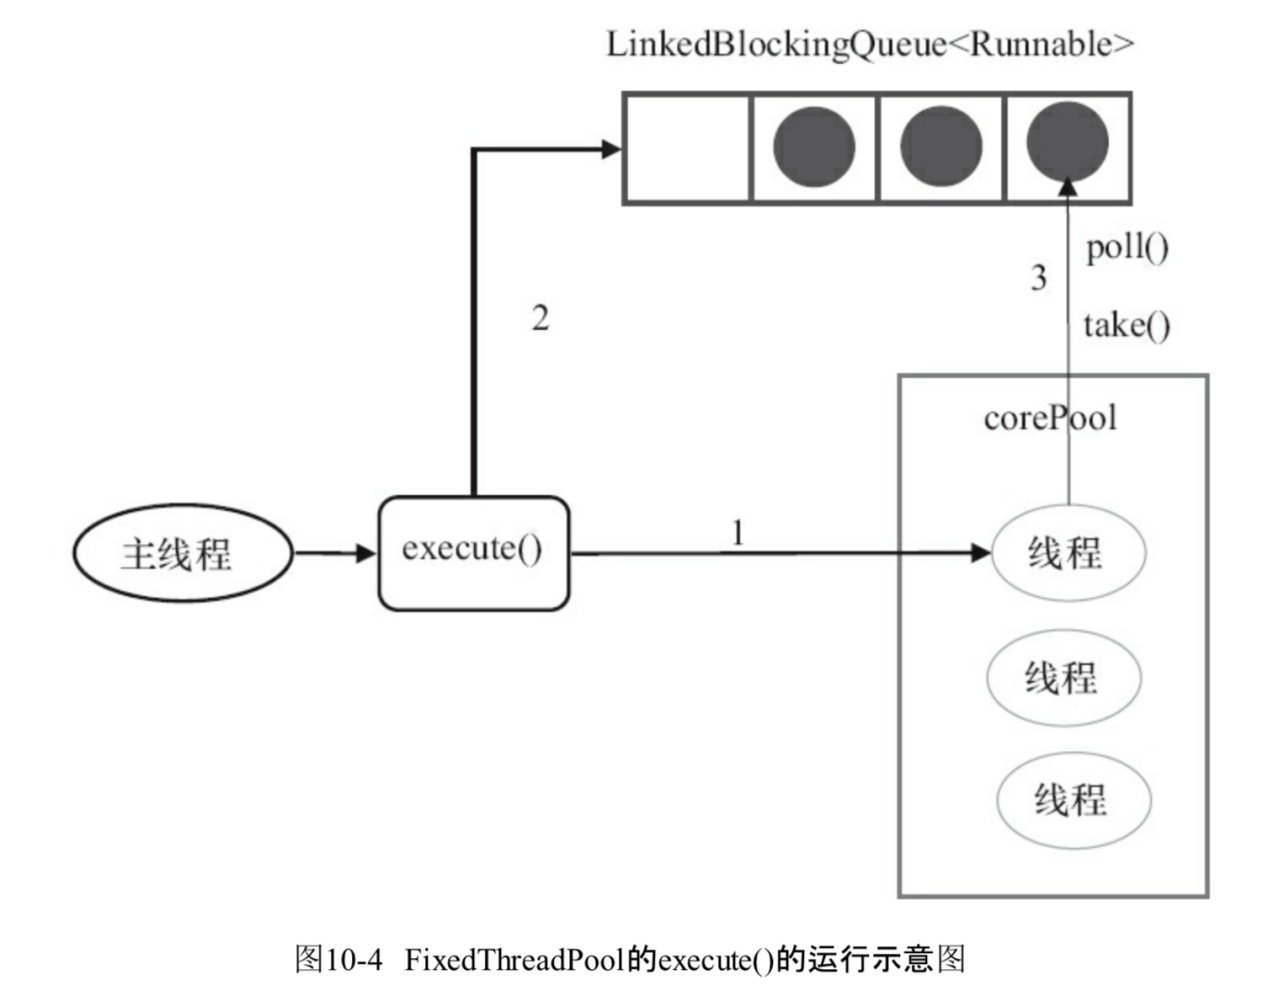 LinkedBlockingQueue<Runnable>
poll()
3
take()
2
corePool
主线程
execute()
1
线程
线程
线程
图10-4 FixedThreadPool的execute()的运行示意图